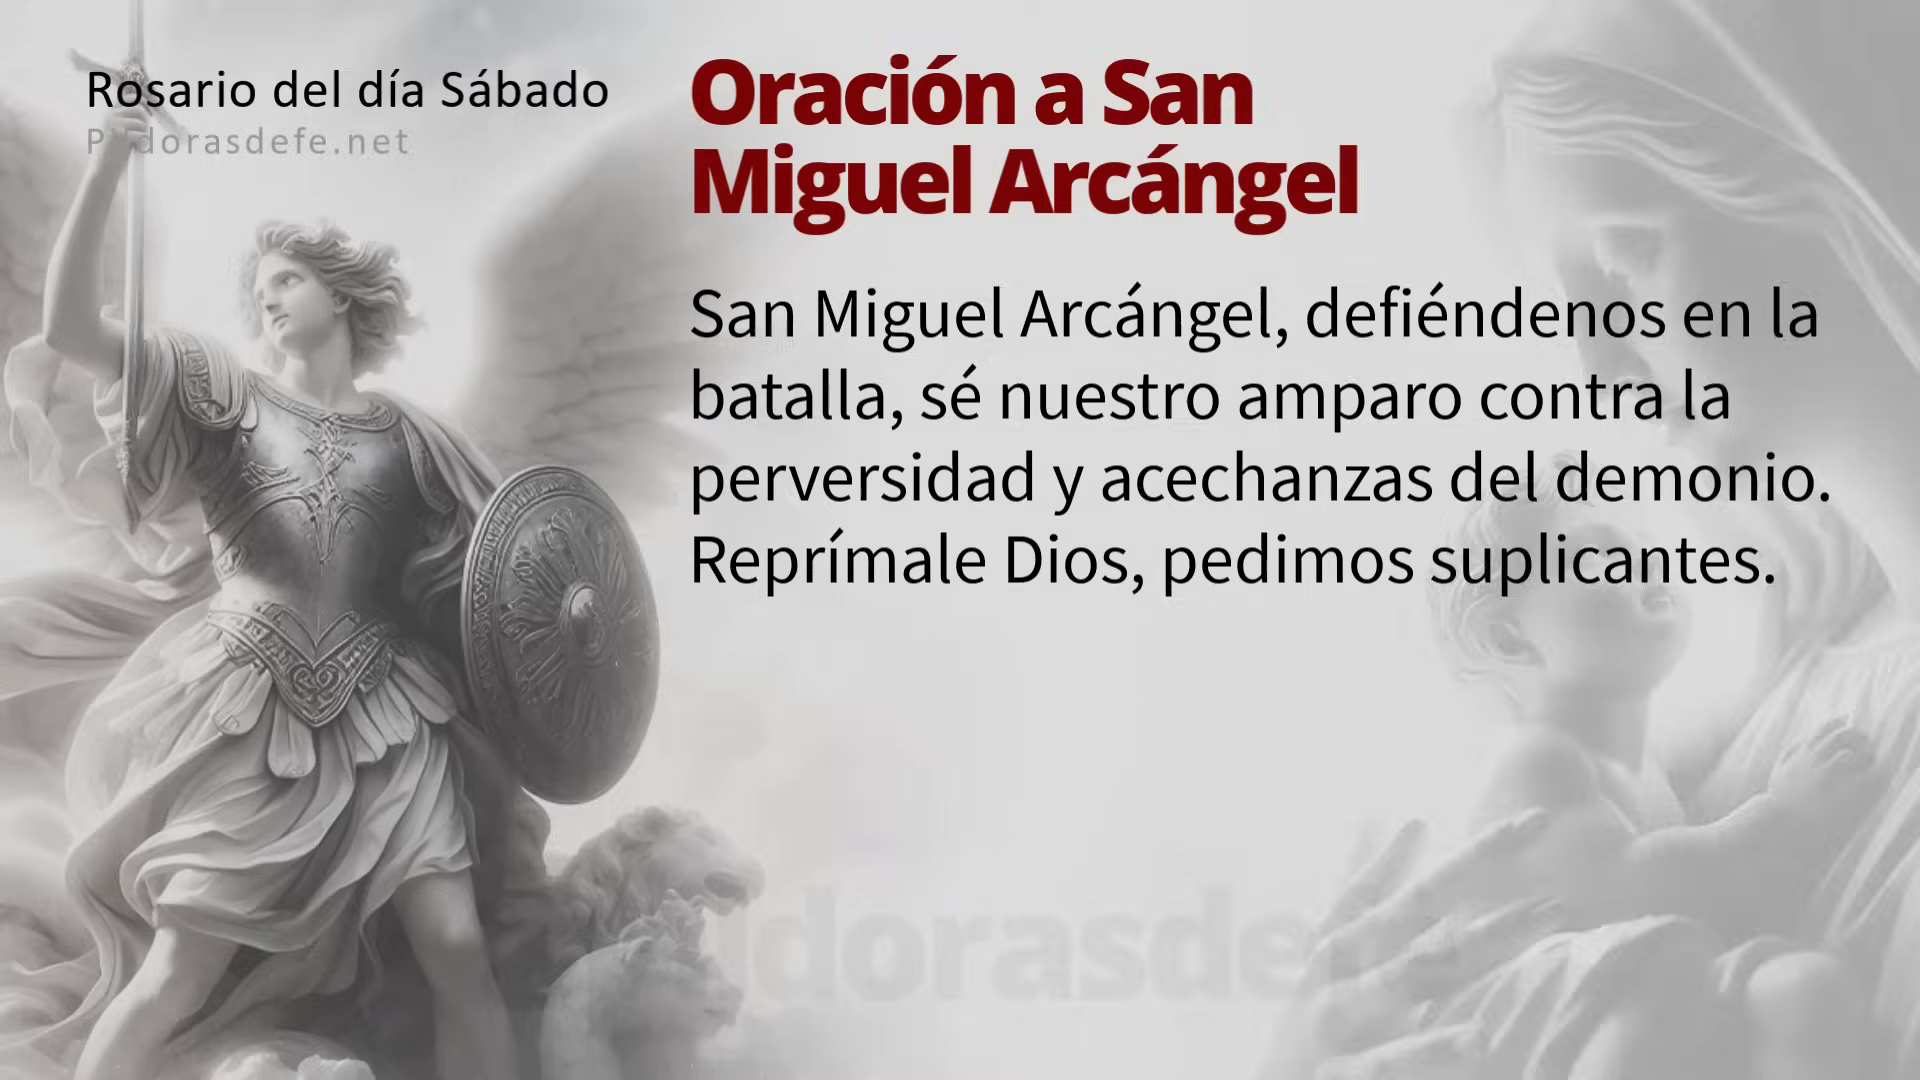 Rosario del día Sábado
Oración a San
Miguel Arcángel
San Miguel Arcángel, defiéndenos en la
batalla, sé nuestro amparo contra la
perversidad y acechanzas del demonio.
Reprímale Dios, pedimos suplicantes.